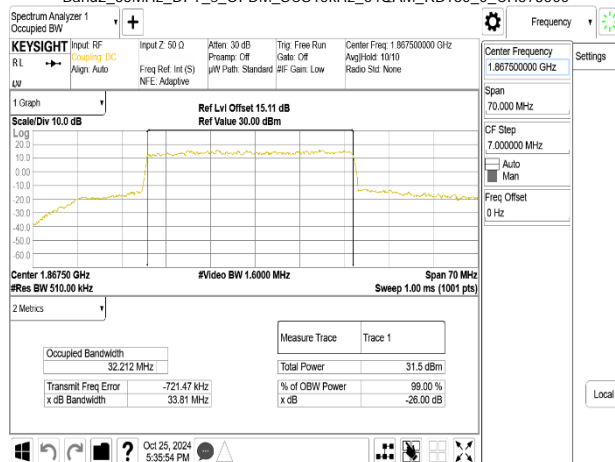 Spectrum Analyzer 1
Occupied BW
Frequency
KEYSIGHT
RL
Input: RF
Coupling: DC
Align: Auto
Input Z: 50 Ω
Freq Ref: Int (S)
NFE: Adaptive
Atten: 30 dB
Preamp: Off
µW Path: Standard
Trig: Free Run
Gate: Off
#IF Gain: Low
Center Freq: 1.867500000 GHz
Avg|Hold: 10/10
Radio Std: None
Center Frequency
1.867500000 GHz
Settings
Span
70.000 MHz
CF Step
7.000000 MHz
Auto
Man
Freq Offset
0 Hz
1 Graph
Scale/Div 10.0 dB
Ref Lvl Offset 15.11 dB
Ref Value 30.00 dBm
Log
20.0
10.0
0.00
-10.0
-20.0
-30.0
-40.0
-50.0
-60.0
Center 1.86750 GHz
#Res BW 510.00 kHz
#Video BW 1.6000 MHz
Span 70 MHz
Sweep 1.00 ms (1001 pts)
2 Metrics
Occupied Bandwidth
32.212 MHz
Transmit Freq Error -721.47 kHz
x dB Bandwidth 33.81 MHz
Measure Trace Trace 1
Total Power 31.5 dBm
% of OBW Power 99.00 %
x dB -26.00 dB
Local
Oct 25, 2024
5:35:54 PM